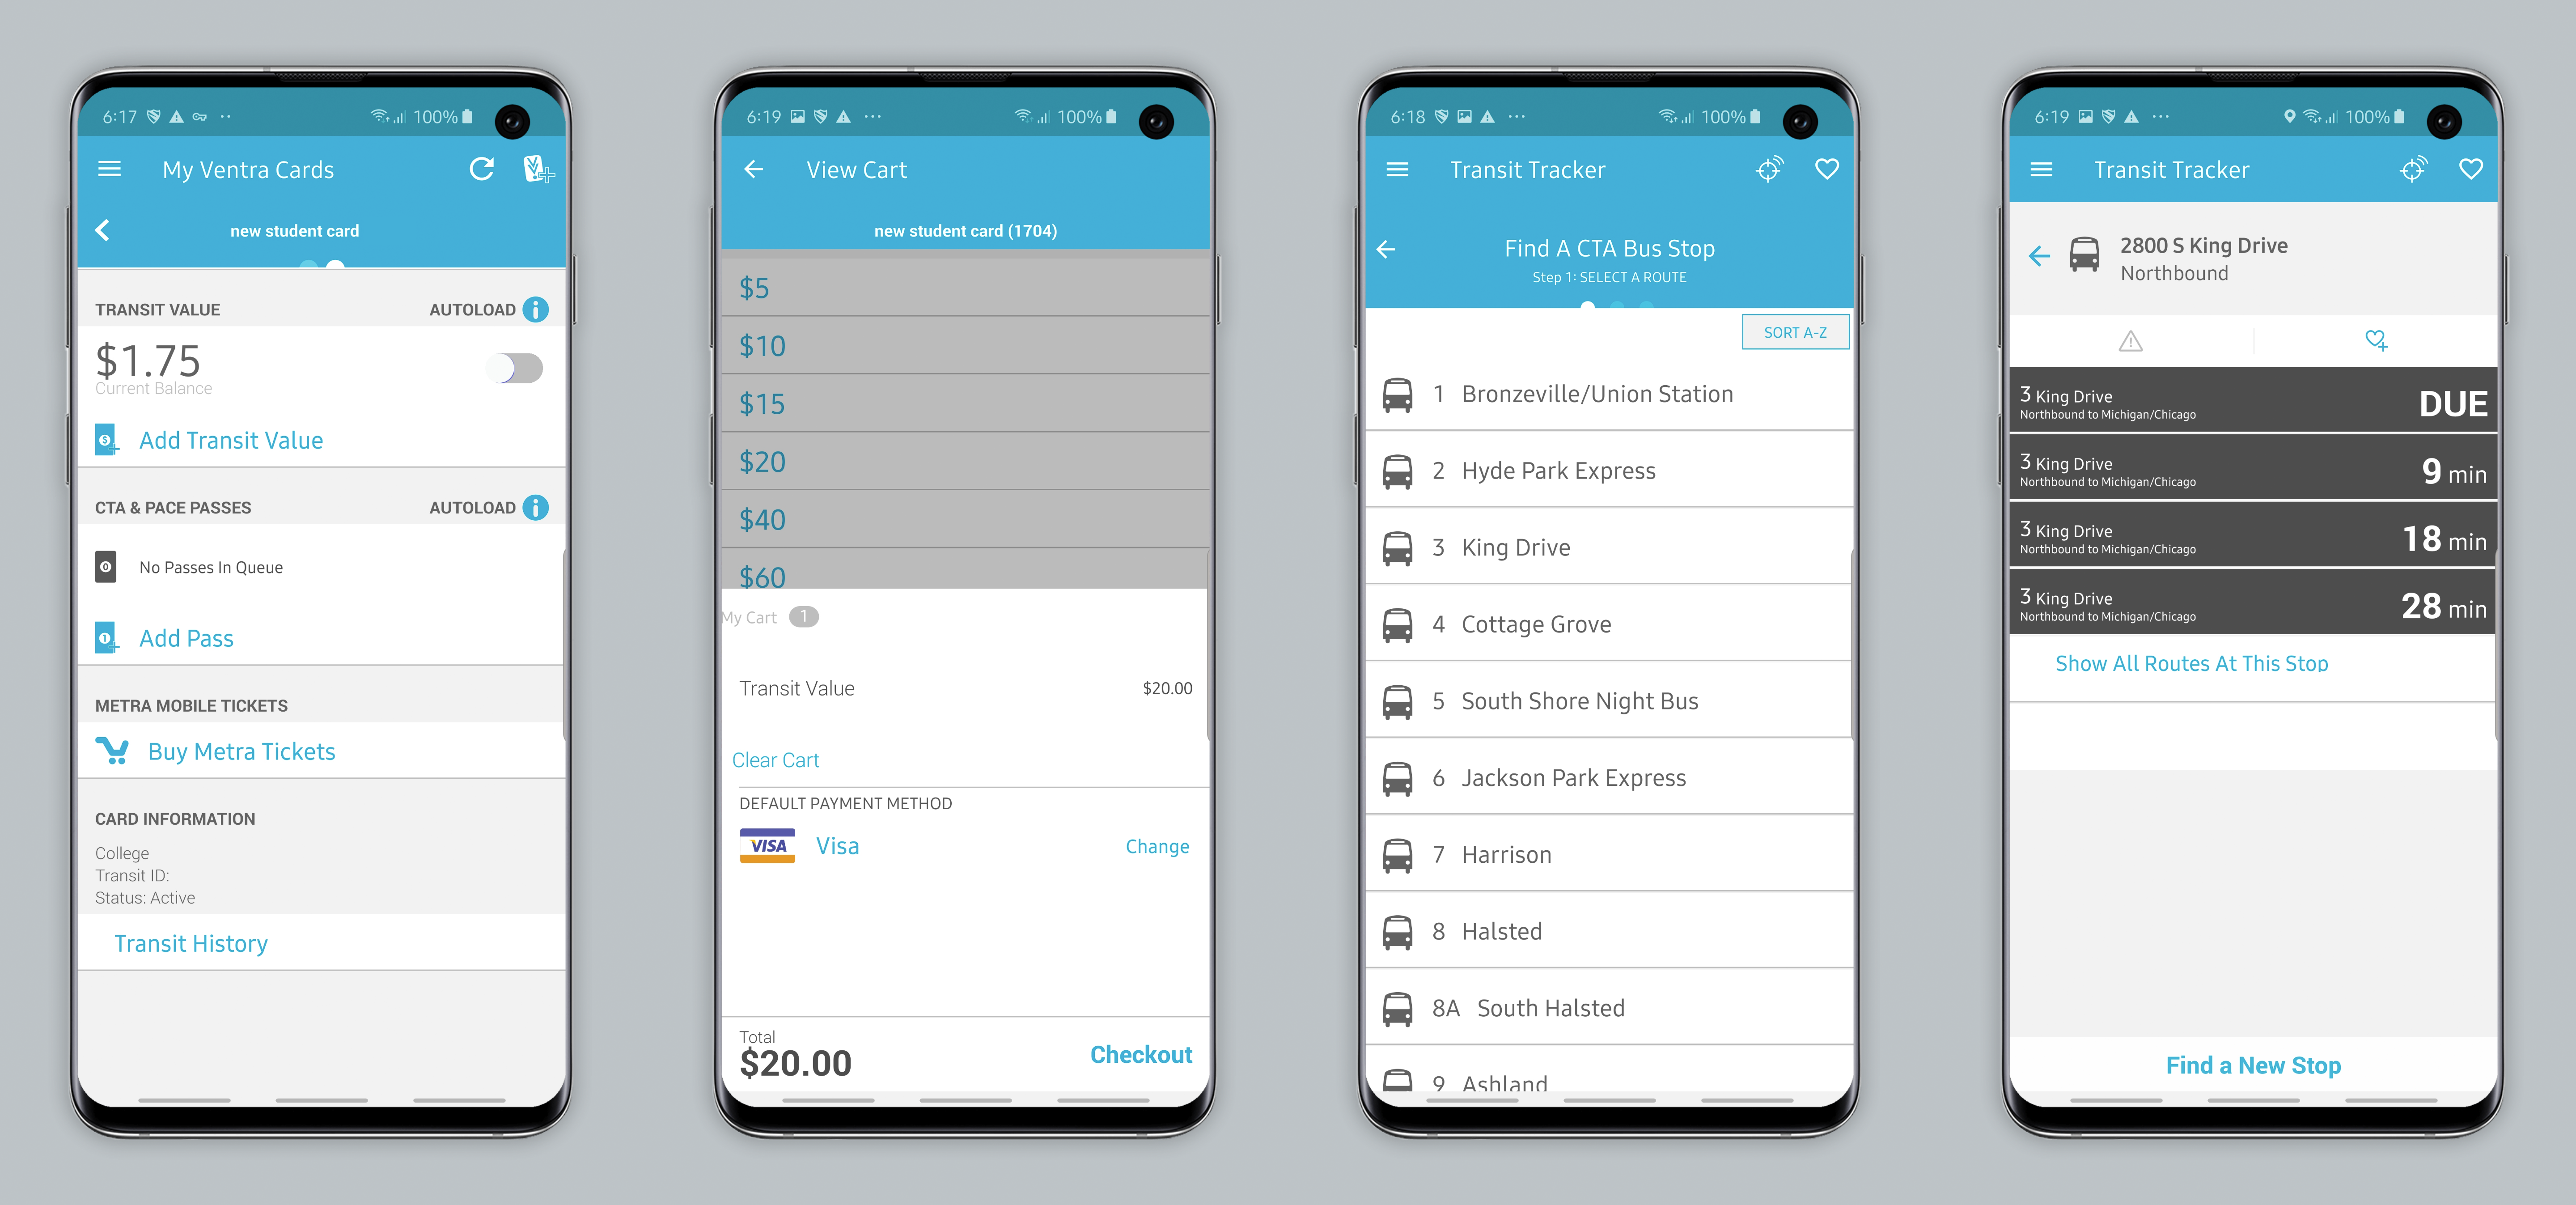 6:17 100%
My Ventra Cards
new student card
TRANSIT VALUE AUTOLOAD
$1.75
Current Balance
Add Transit Value
CTA & PACE PASSES AUTOLOAD
No Passes In Queue
Add Pass
METRA MOBILE TICKETS
Buy Metra Tickets
CARD INFORMATION
College
Transit ID:
Status: Active
Transit History
6:19 100%
View Cart
new student card (1704)
$5
$10
$15
$20
$40
$60
My Cart 1
Transit Value $20.00
Clear Cart
DEFAULT PAYMENT METHOD
VISA Visa Change
Total
$20.00 Checkout
6:18 100%
Transit Tracker
Find A CTA Bus Stop
Step 1: SELECT A ROUTE
SORT A-Z
1 Bronzeville/Union Station
2 Hyde Park Express
3 King Drive
4 Cottage Grove
5 South Shore Night Bus
6 Jackson Park Express
7 Harrison
8 Halsted
8A South Halsted
9 Ashland
6:19 100%
Transit Tracker
2800 S King Drive
Northbound
3 King Drive DUE
Northbound to Michigan/Chicago
3 King Drive 9 min
Northbound to Michigan/Chicago
3 King Drive 18 min
Northbound to Michigan/Chicago
3 King Drive 28 min
Northbound to Michigan/Chicago
Show All Routes At This Stop
Find a New Stop